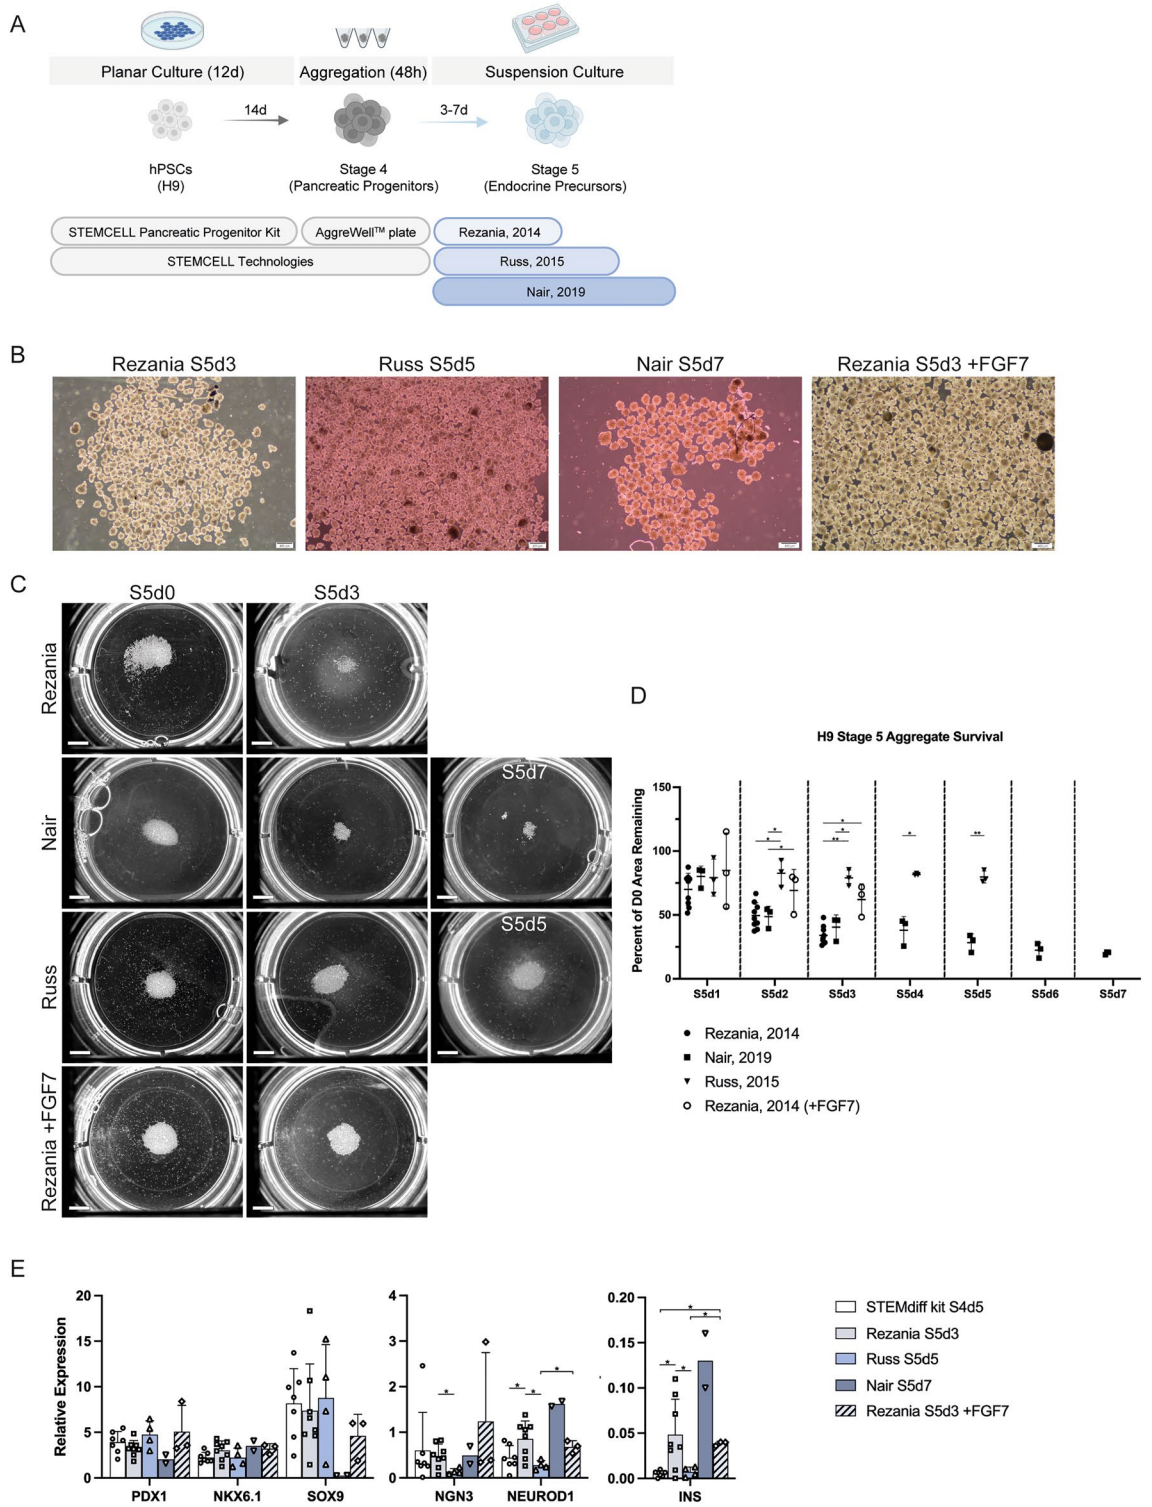 A
Planar Culture (12d)
Aggregation (48h)
Suspension Culture
14d
3-7d
hPSCs
(H9)
Stage 4
(Pancreatic Progenitors)
Stage 5
(Endocrine Precursors)
STEMCELL Pancreatic Progenitor Kit
AggreWell™ plate
Rezania, 2014
STEMCELL Technologies
Russ, 2015
Nair, 2019
B
Rezania S5d3
Russ S5d5
Nair S5d7
Rezania S5d3 +FGF7
C
S5d0
S5d3
Rezania
Nair
S5d7
Russ
S5d5
Rezania +FGF7
D
H9 Stage 5 Aggregate Survival
Percent of D0 Area Remaining
150
100
50
0
* * *
* * **
*
**
S5d1
S5d2
S5d3
S5d4
S5d5
S5d6
S5d7
Rezania, 2014
Nair, 2019
Russ, 2015
Rezania, 2014 (+FGF7)
E
Relative Expression
20
15
10
5
0
PDX1
NKX6.1
SOX9
4
3
2
1
0
*
* * *
NGN3
NEUROD1
0.20
0.15
0.10
0.05
0.00
* * * *
INS
STEMdiff kit S4d5
Rezania S5d3
Russ S5d5
Nair S5d7
Rezania S5d3 +FGF7